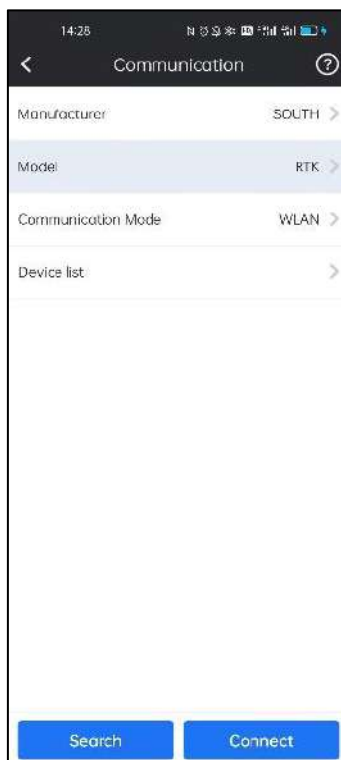 14:28
Communication
Manufacturer SOUTH
Model RTK
Communication Mode WLAN
Device list
Search Connect